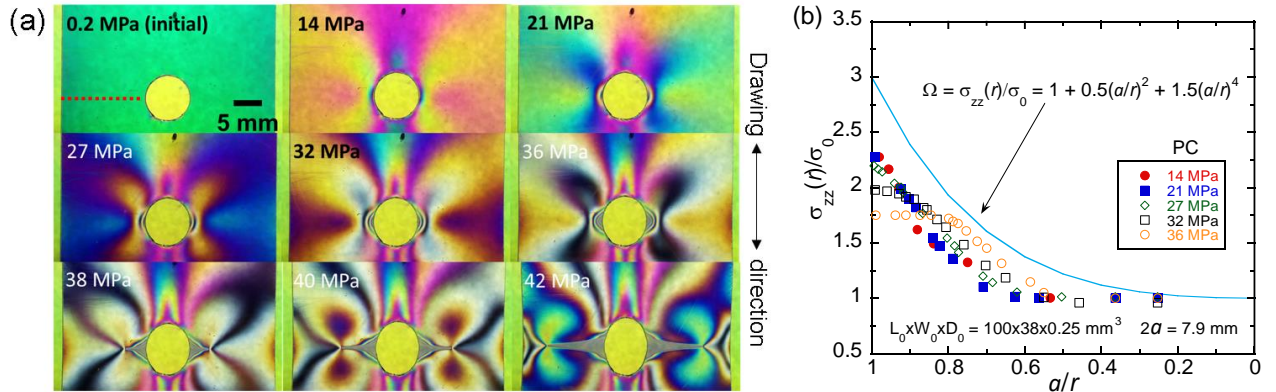 (a)
0.2 MPa (initial)
14 MPa
21 MPa
5 mm
27 MPa
32 MPa
36 MPa
38 MPa
40 MPa
42 MPa
Drawing
direction
(b)
3.5
3
2.5
2
1.5
1
0.5
σzz(r)/σ0
Ω = σzz(r)/σ0 = 1 + 0.5(a/r)² + 1.5(a/r)⁴
PC
14 MPa
21 MPa
27 MPa
32 MPa
36 MPa
L₀xW₀xD₀ = 100x38x0.25 mm³ 2a = 7.9 mm
1 0.8 0.6 0.4 0.2 0
a/r